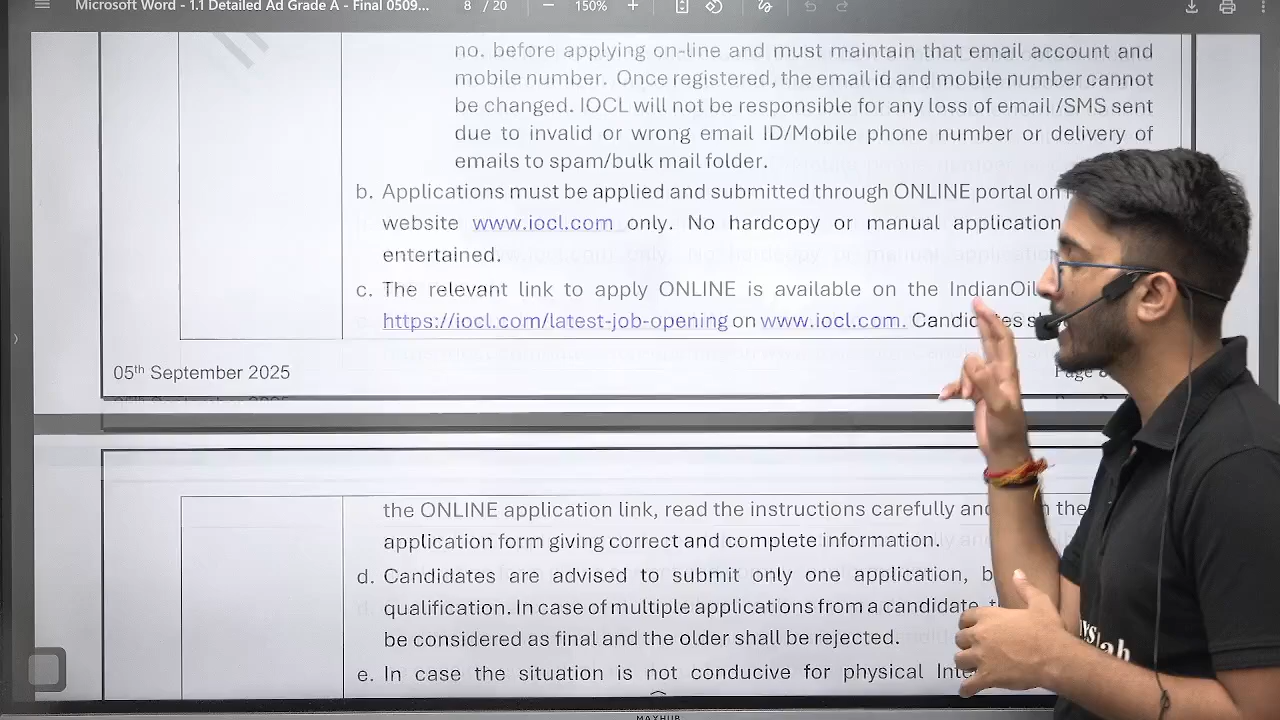 Microsoft Word - 1.1 Detailed Ad Grade A - Final 0509... 8 / 20 — 150% +
no. before applying on-line and must maintain that email account and
mobile number. Once registered, the email id and mobile number cannot
be changed. IOCL will not be responsible for any loss of email /SMS sent
due to invalid or wrong email ID/Mobile phone number or delivery of
emails to spam/bulk mail folder.
b. Applications must be applied and submitted through ONLINE portal on
website www.iocl.com only. No hardcopy or manual application
entertained.
c. The relevant link to apply ONLINE is available on the IndianOil
https://iocl.com/latest-job-opening on www.iocl.com. Candidates
05th September 2025
Page
the ONLINE application link, read the instructions carefully and the
application form giving correct and complete information.
d. Candidates are advised to submit only one application,
qualification. In case of multiple applications from a candidate,
be considered as final and the older shall be rejected.
e. In case the situation is not conducive for physical
MAXHUB